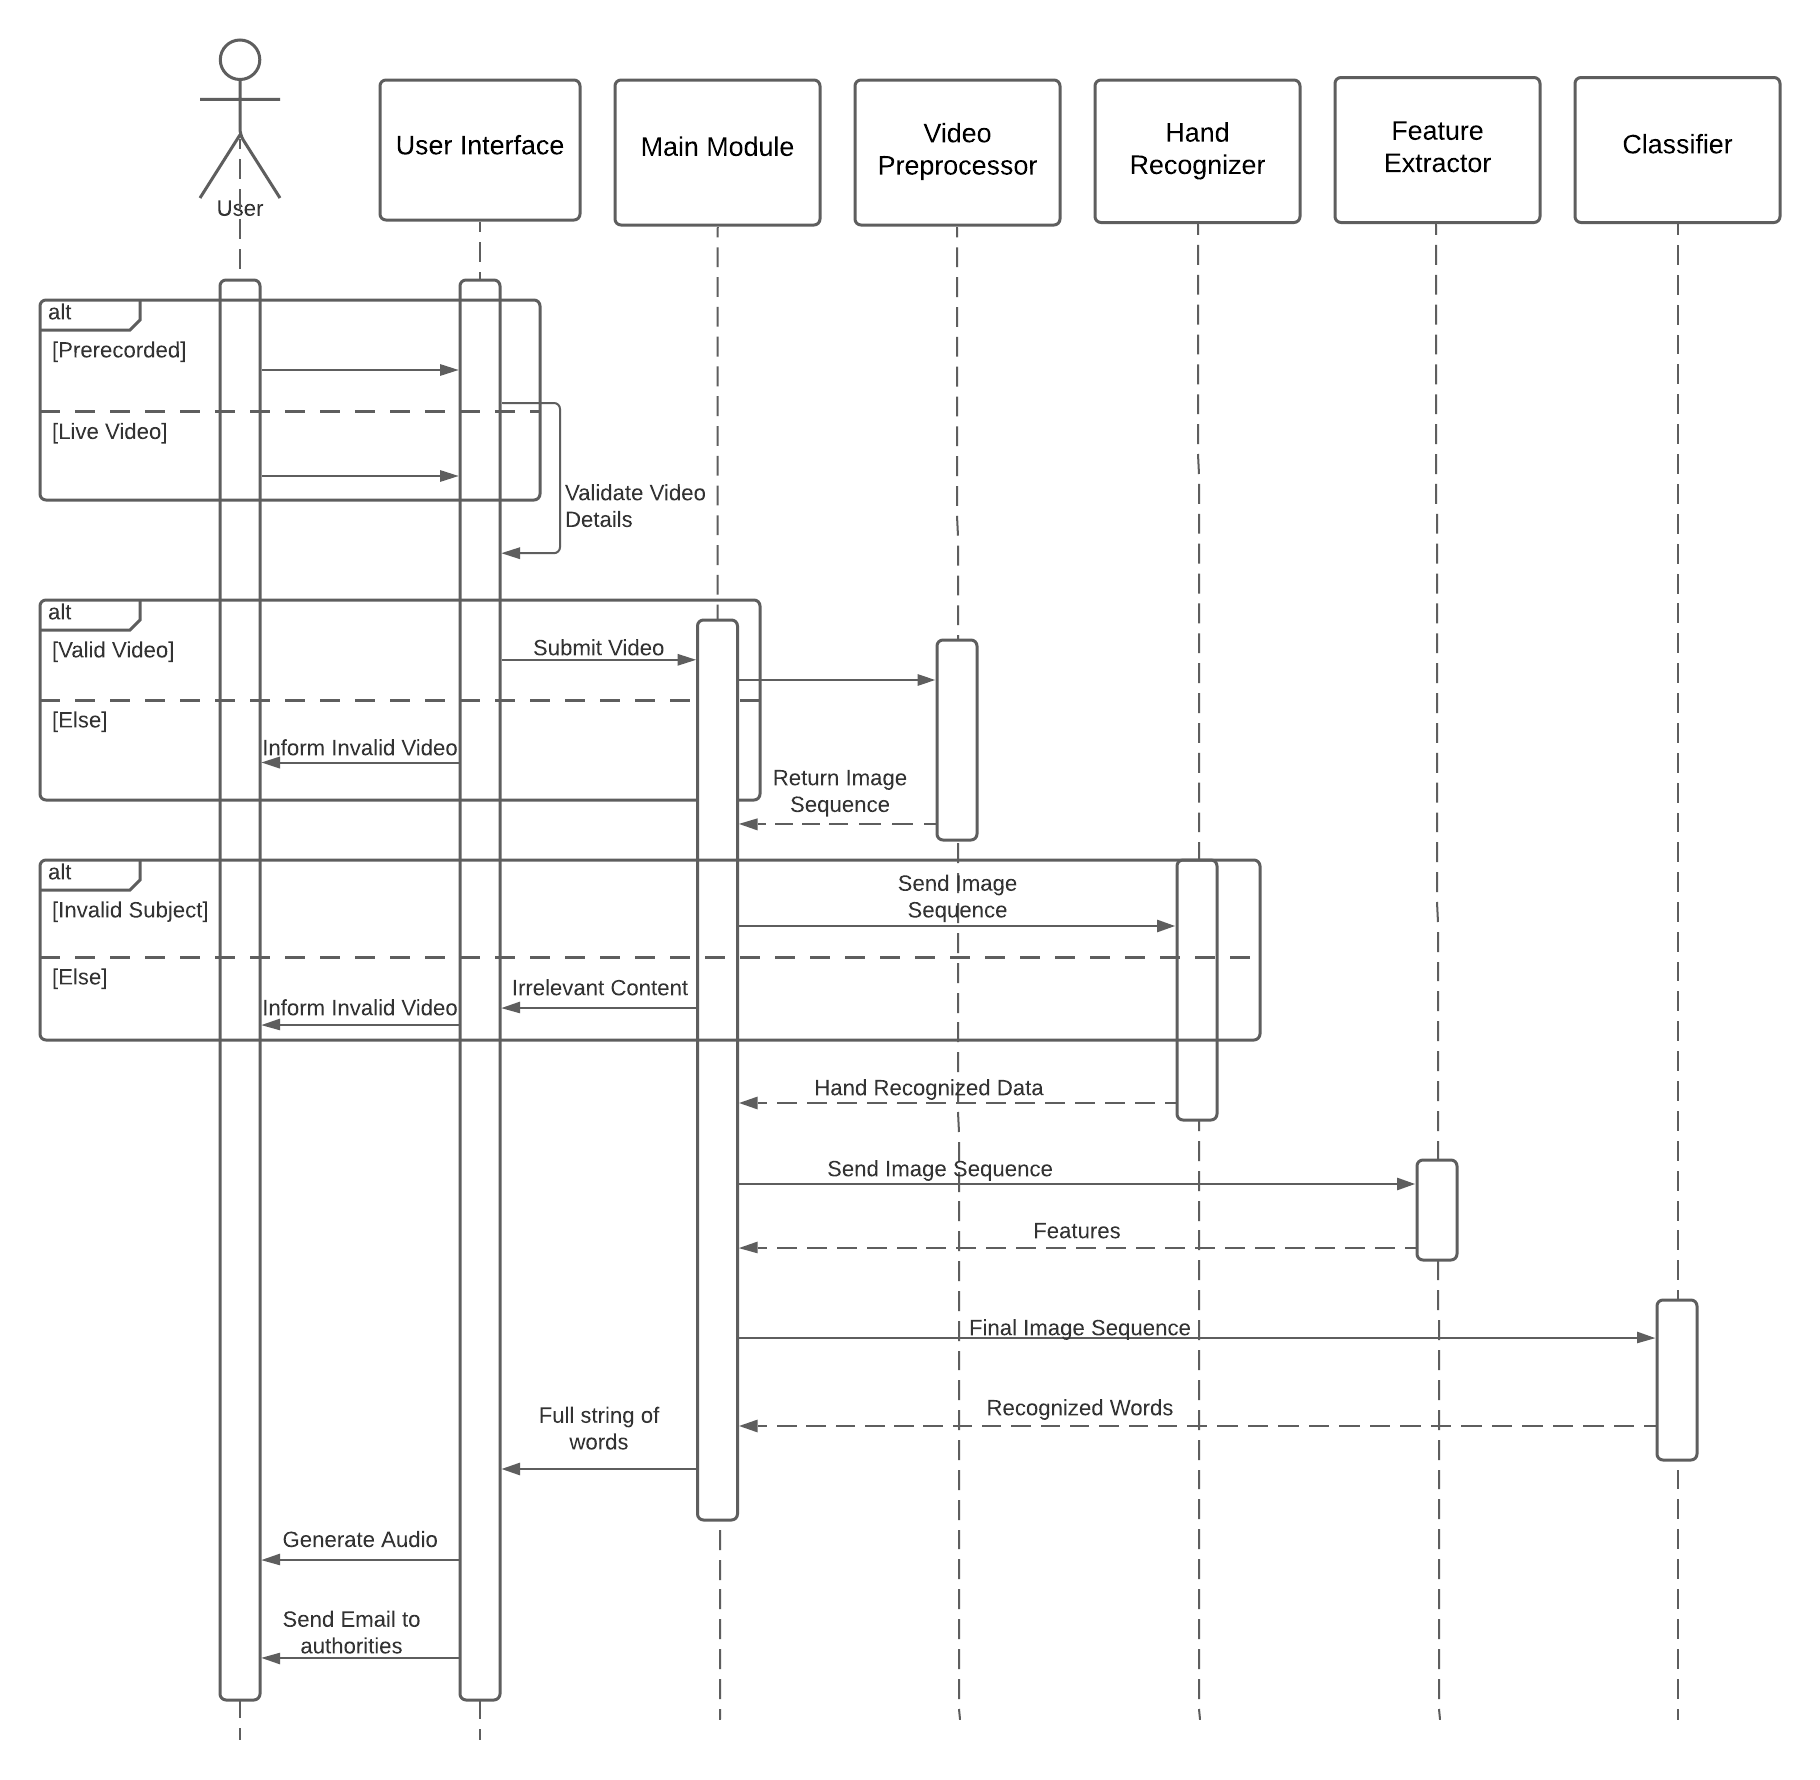 User Interface
Main Module
Video
Preprocessor
Hand
Recognizer
Feature
Extractor
Classifier
User
alt
[Prerecorded]
[Live Video]
Validate Video
Details
alt
[Valid Video]
Submit Video
[Else]
Inform Invalid Video
Return Image
Sequence
alt
[Invalid Subject]
Send Image
Sequence
[Else]
Irrelevant Content
Inform Invalid Video
Hand Recognized Data
Send Image Sequence
Features
Final Image Sequence
Recognized Words
Full string of
words
Generate Audio
Send Email to
authorities